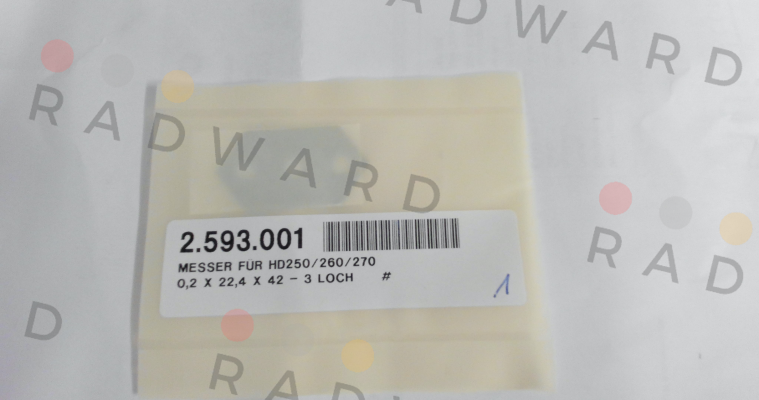 RADWARD
RADWARD
2.593.001
MESSER FÜR HD250/260/270
0,2 X 22,4 X 42 - 3 LOCH #
1
RAD
D
RAD